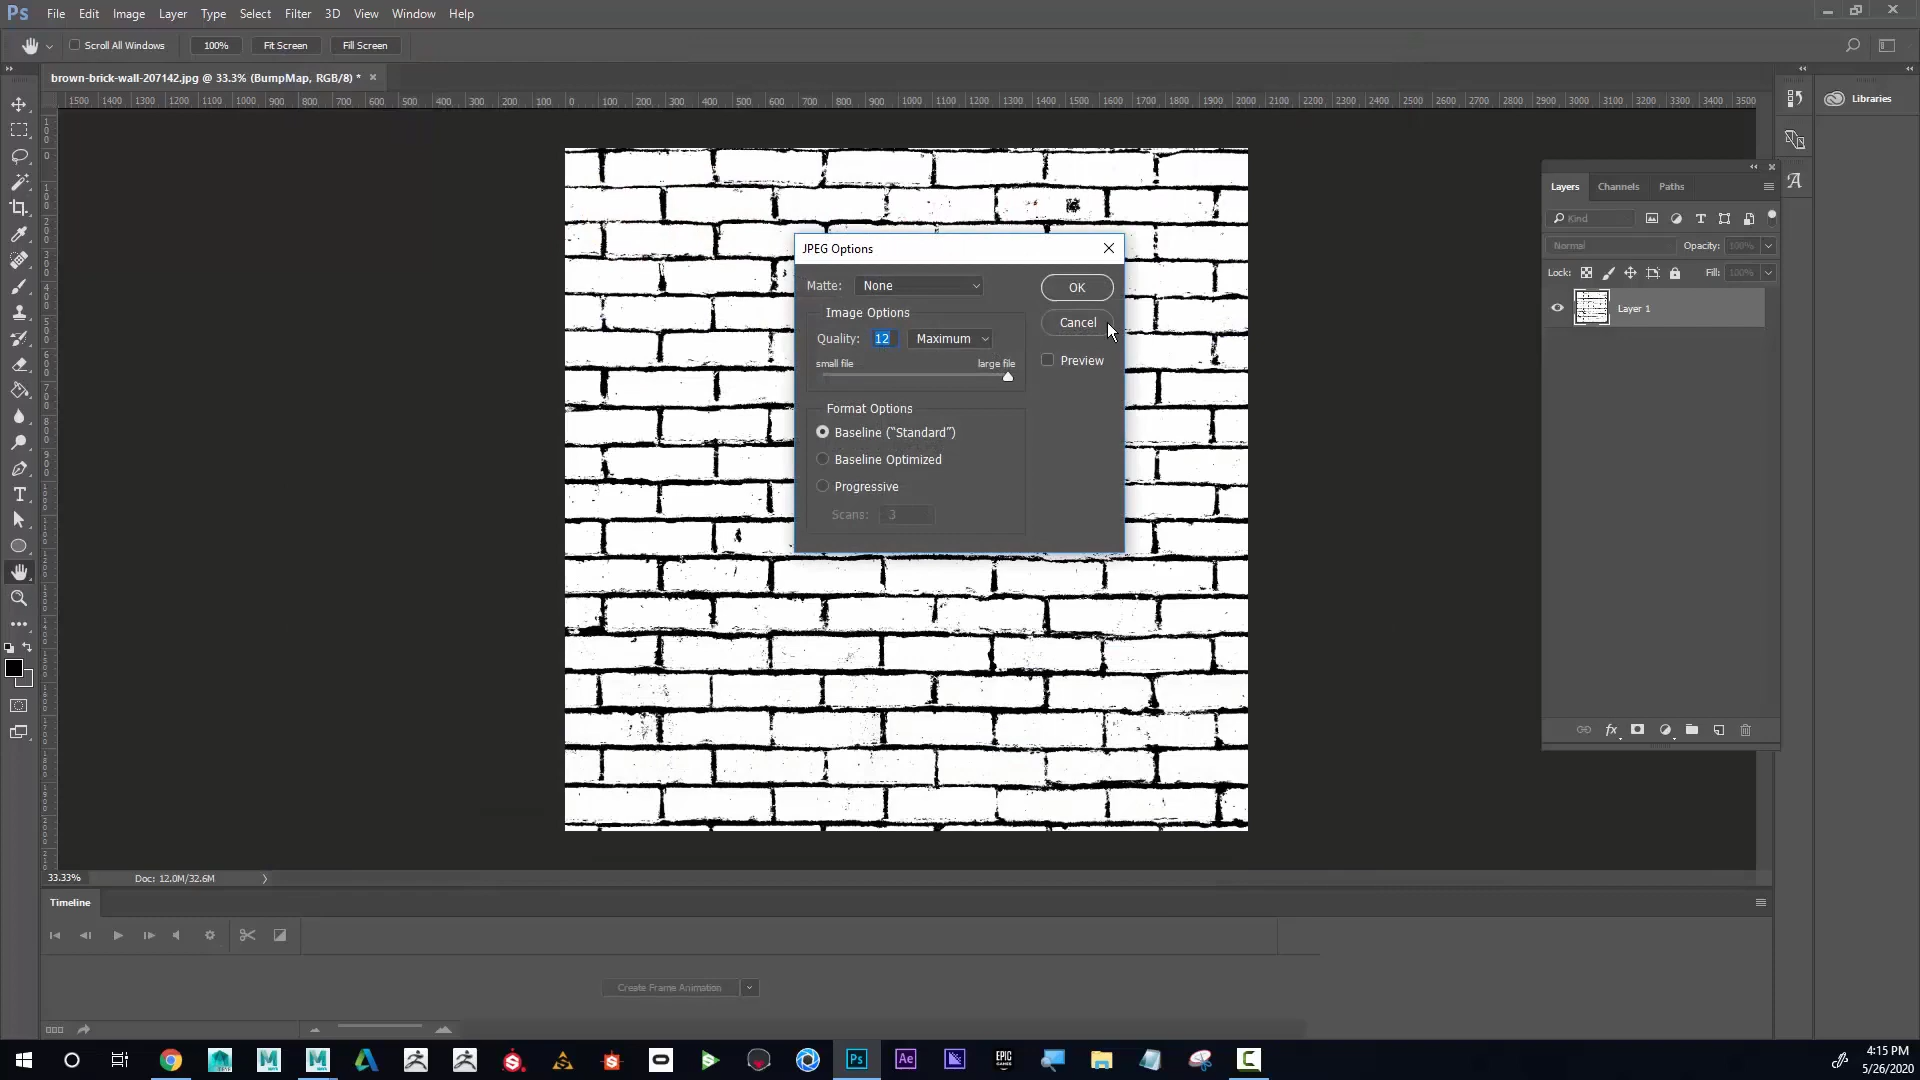 Ps File Edit Image Layer Type Select Filter 3D View Window Help
Scroll All Windows 100% Fit Screen Fill Screen
brown-brick-wall-207142.jpg @ 33.3% (BumpMap, RGB/8) * ×
1500 1400 1300 1200 1100 1000 900 800 700 600 500 400 300 200 100 0 100 200 300 400 500 600 700 800 900 1000 1100 1200 1300 1400 1500 1600 1700 1800 1900 2000 2100 2200 2300 2400 2500 2600 2700 2800 2900 3000 3100 3200 3300 3400 3500
Libraries
JPEG Options
Matte: None
OK
Image Options
Cancel
Quality: 12 Maximum
small file large file
Preview
Format Options
Baseline (“Standard”)
Baseline Optimized
Progressive
Scans: 3
Layers Channels Paths
Kind
Normal Opacity: 100%
Lock: Fill: 100%
Layer 1
33.33% Doc: 12.0M/32.6M
Timeline
Create Frame Animation
Ps Ae EPIC GAMES
4:15 PM
5/26/2020